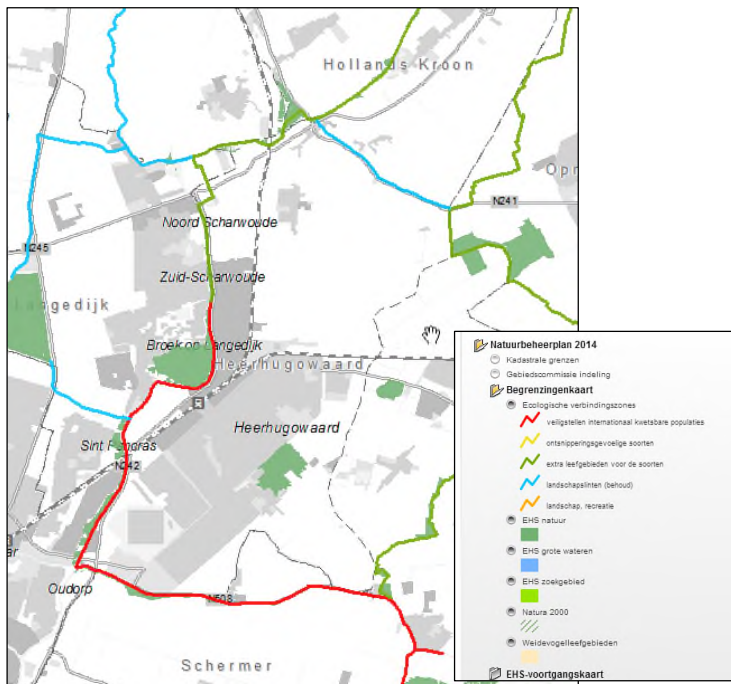 Hollands Kroon
Opm
N241
Noord Scharwoude
N245
Zuid-Scharwoude
Langedijk
Broek op Langedijk
Heerhugowaard
Heerhugowaard
Sint Pancras
N242
Oudorp
N508
Schermer
Natuurbeheerplan 2014
Kadastrale grenzen
Gebiedscommissie indeling
Begrenzingenkaart
Ecologische verbindingszones
veiligstellen internationaal kwetsbare populaties
ontsnipperingsgevoelige soorten
extra leefgebieden voor de soorten
landschapslinten (behoud)
landschap, recreatie
EHS natuur
EHS grote wateren
EHS zoekgebied
Natura 2000
Weidevogelleefgebieden
EHS-voortgangskaart